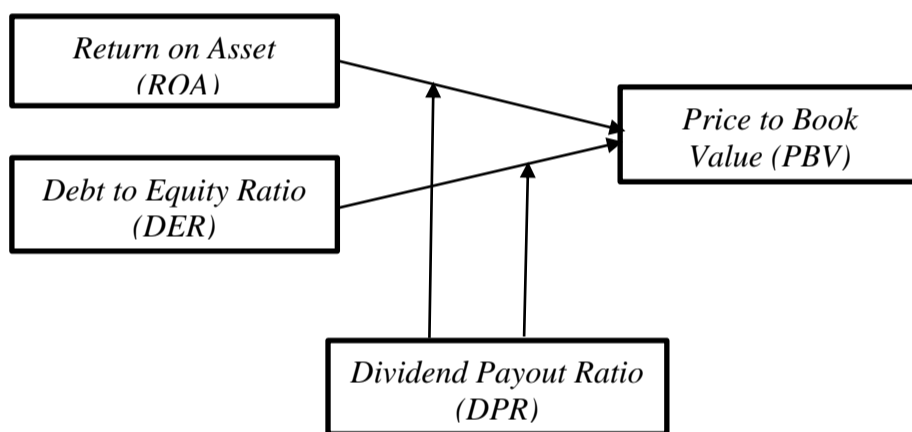 Return on Asset
(ROA)
Price to Book
Value (PBV)
Debt to Equity Ratio
(DER)
Dividend Payout Ratio
(DPR)